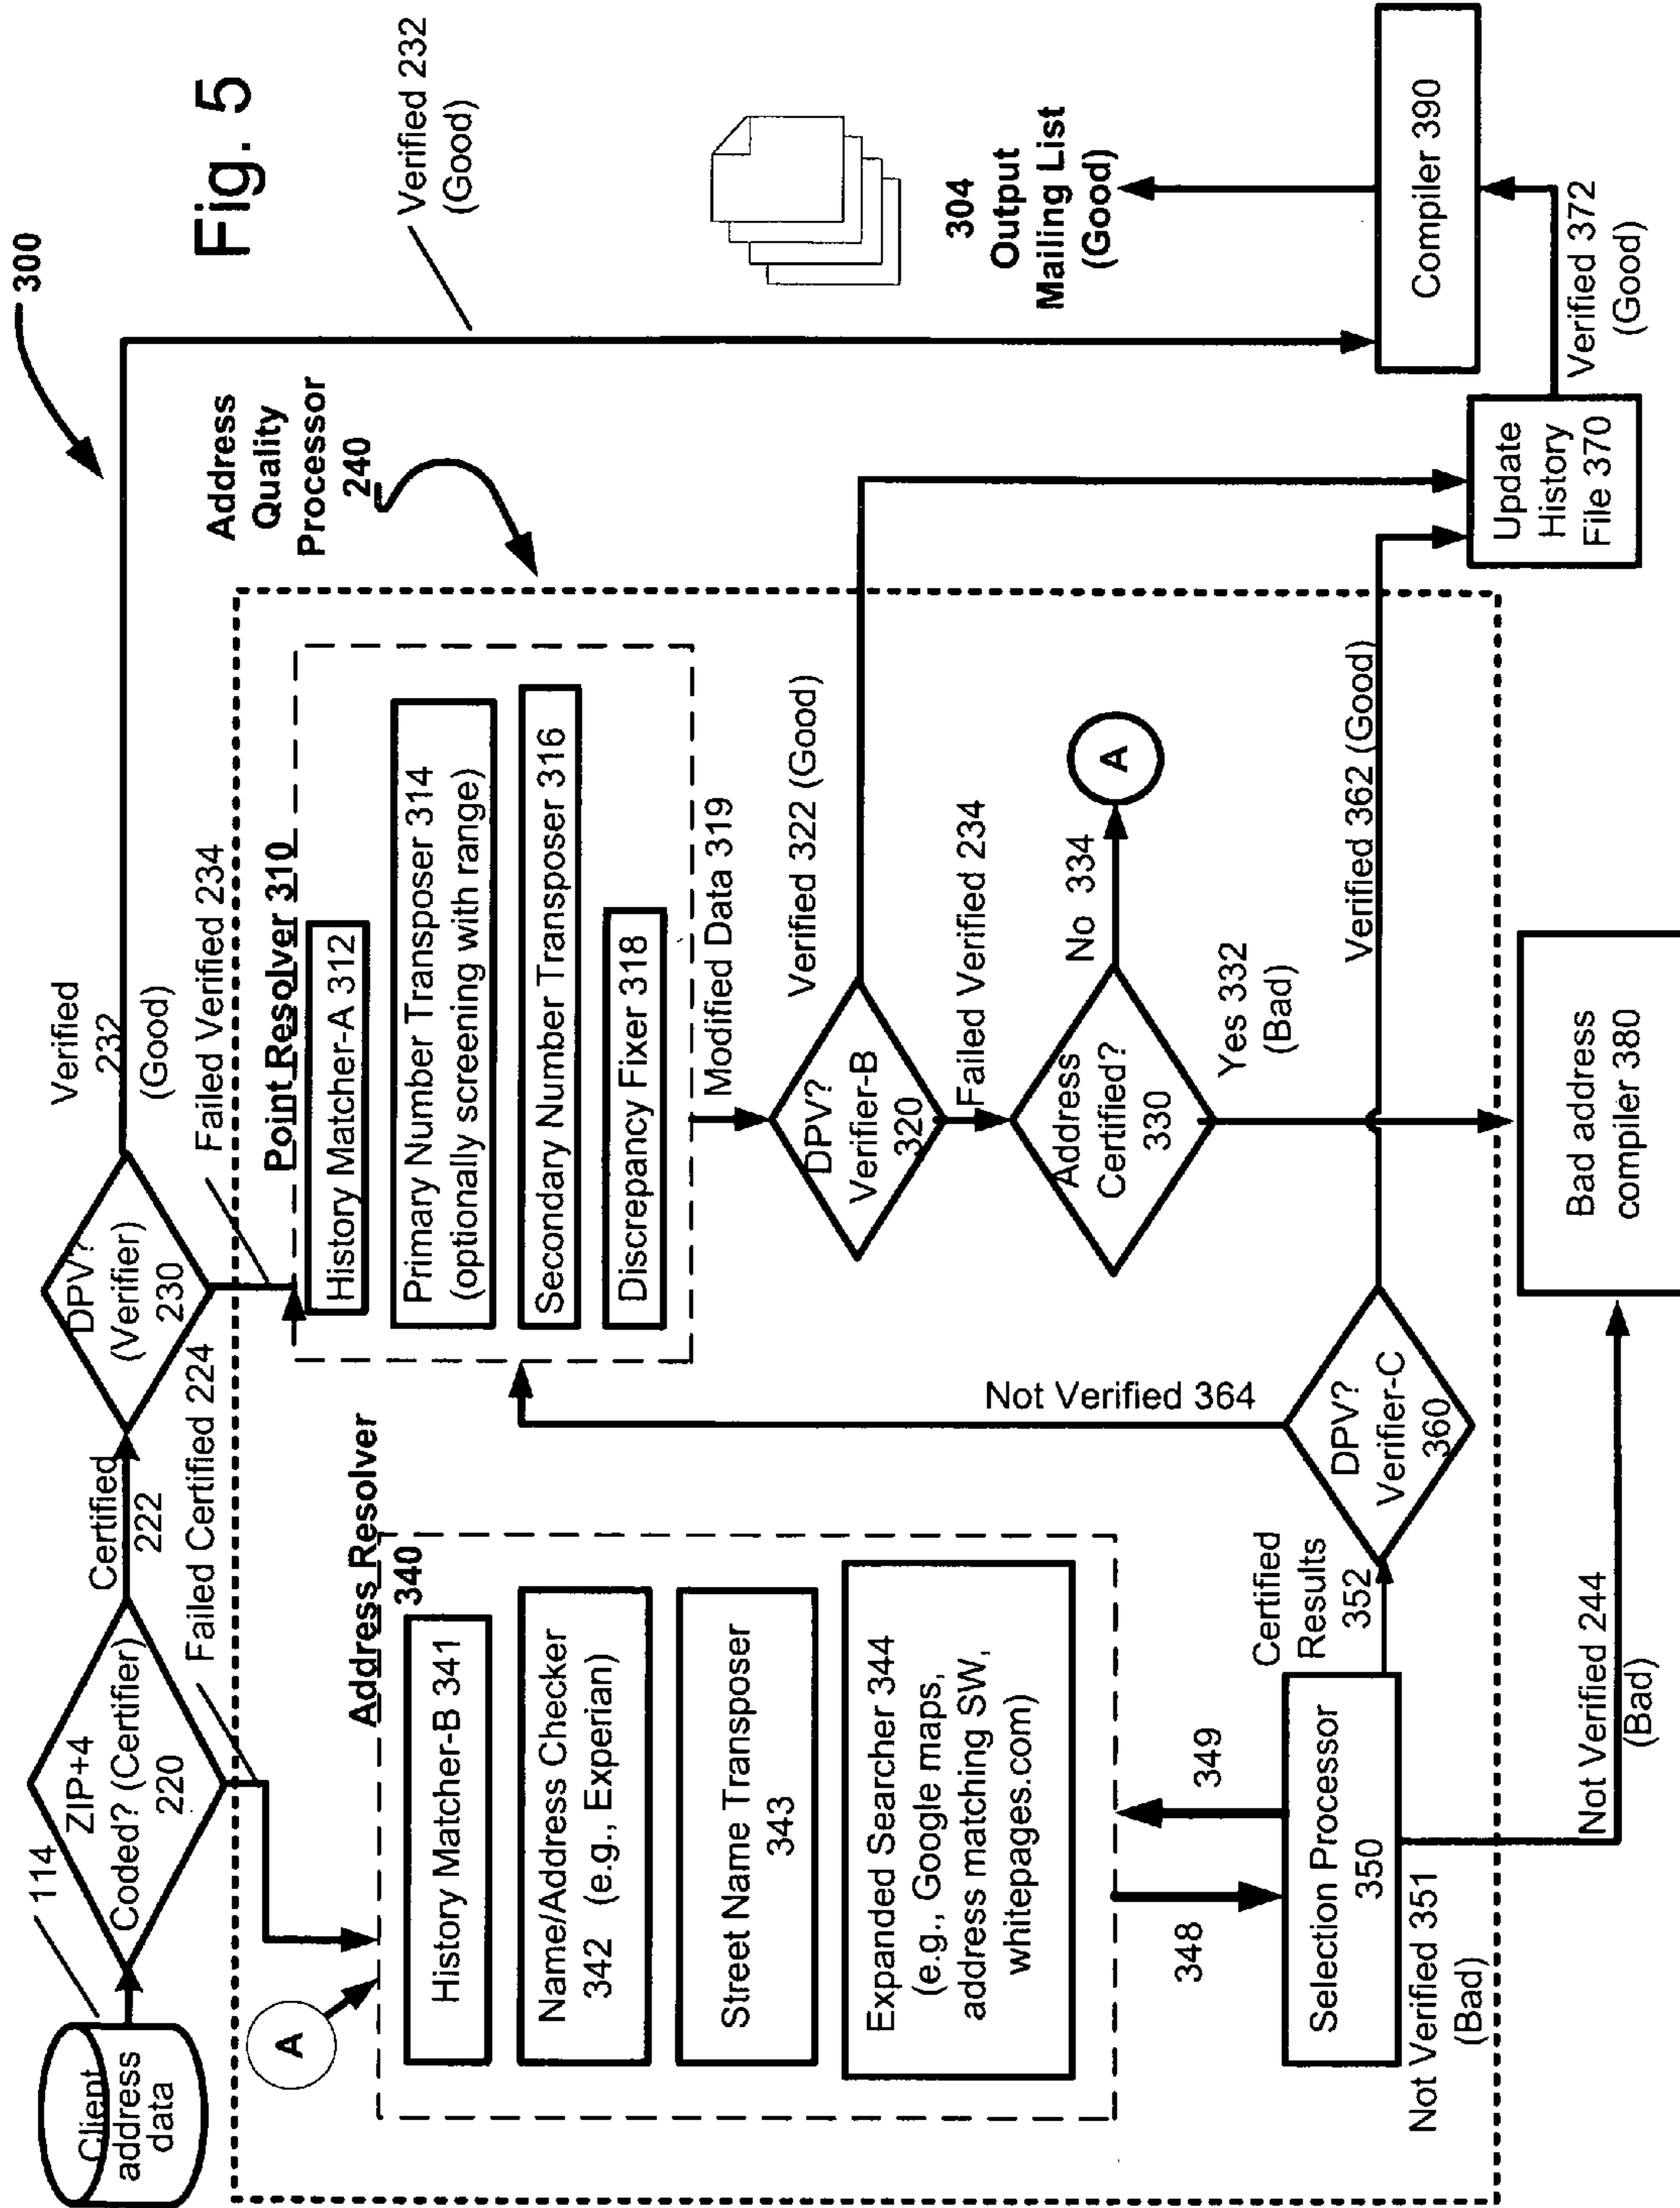 Fig. 5
300
Client
address
data
114
ZIP+4
Coded? (Certifier)
220
Certified
222
Failed Certified 224
DPV?
(Verifier)
230
Verified
232
(Good)
Failed Verified 234
Verified 232
(Good)
Address
Quality
Processor
240
Point Resolver 310
History Matcher-A 312
Primary Number Transposer 314
(optionally screening with range)
Secondary Number Transposer 316
Discrepancy Fixer 318
Modified Data 319
DPV?
Verifier-B
320
Verified 322 (Good)
Failed Verified 234
Address
Certified?
330
No 334
A
Yes 332
(Bad)
A
Address Resolver
340
History Matcher-B 341
Name/Address Checker
342 (e.g., Experian)
Street Name Transposer
343
Expanded Searcher 344
(e.g., Google maps,
address matching SW,
whitepages.com)
348
349
Selection Processor
350
Not Verified 351
(Bad)
Certified
Results
352
DPV?
Verifier-C
360
Not Verified 364
Verified 362 (Good)
Not Verified 244
(Bad)
Bad address
compiler 380
Update
History
File 370
Verified 372
(Good)
Compiler 390
304
Output
Mailing List
(Good)